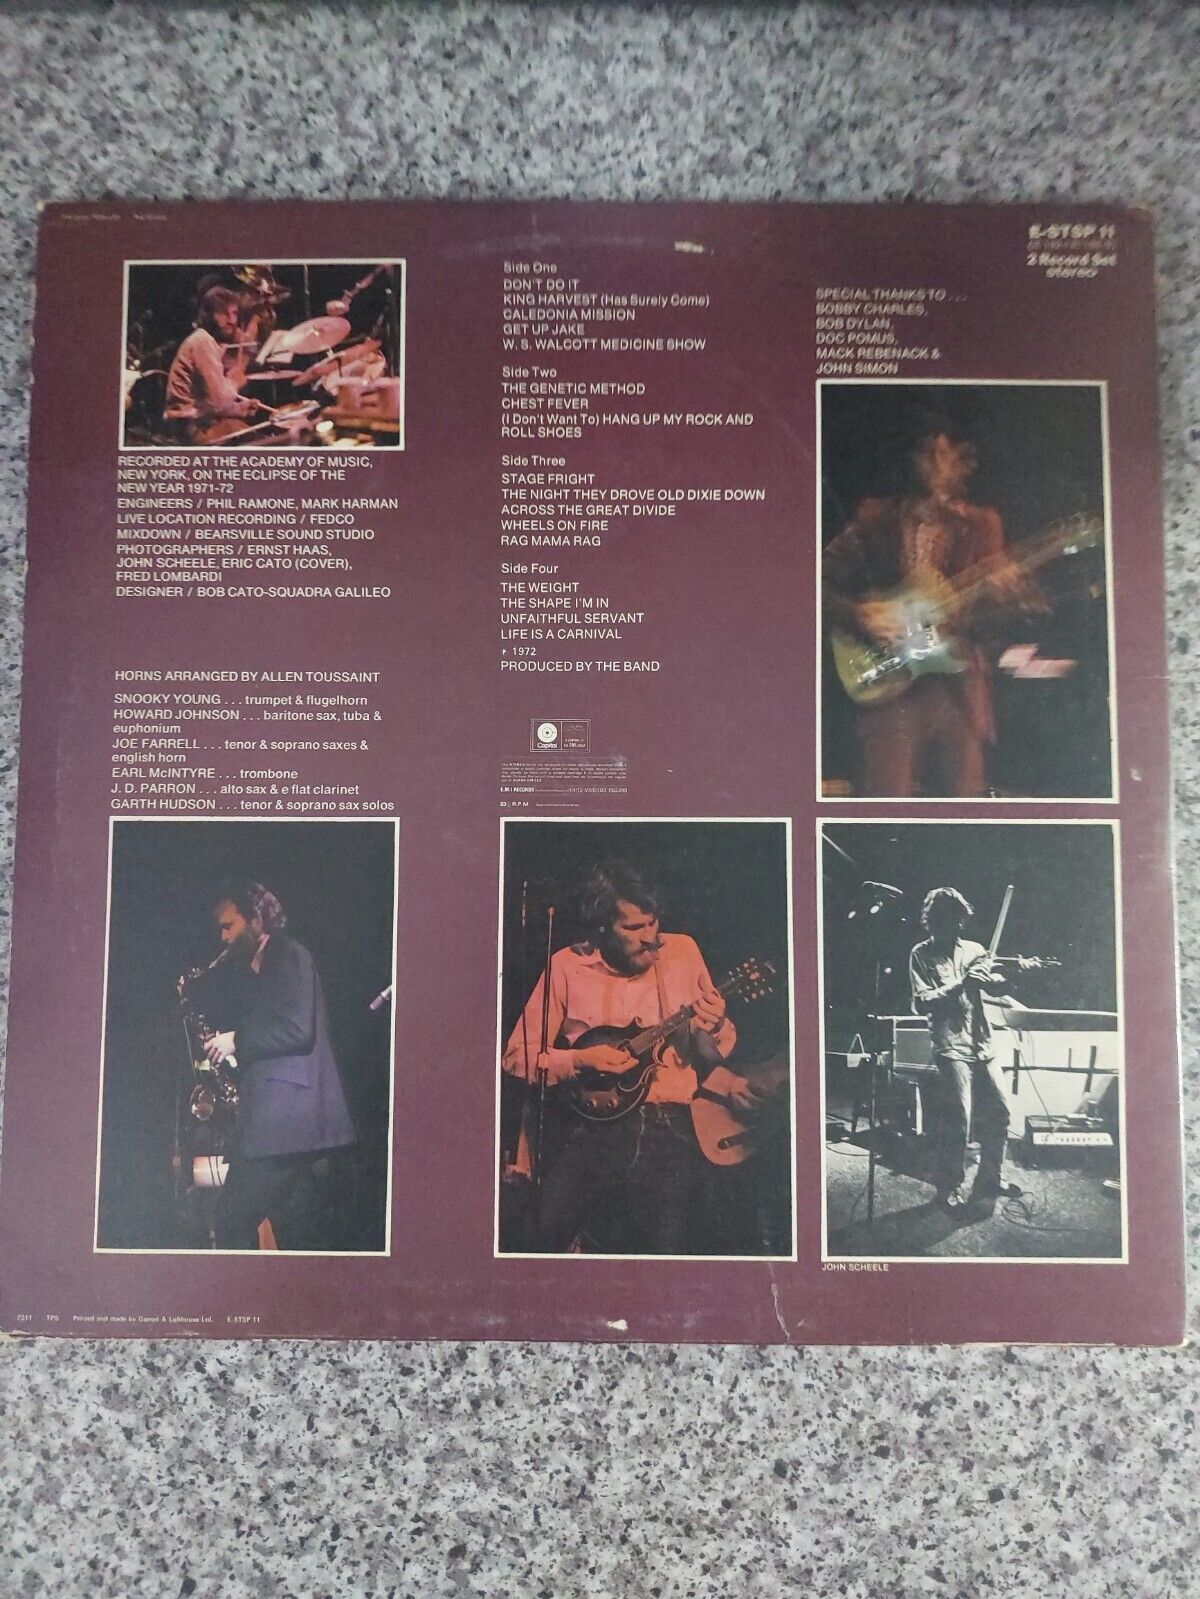 E-STSP 11
2 Record Set
stereo
RECORDED AT THE ACADEMY OF MUSIC,
NEW YORK, ON THE ECLIPSE OF THE
NEW YEAR 1971-72
ENGINEERS / PHIL RAMONE, MARK HARMAN
LIVE LOCATION RECORDING / FEDCO
MIXDOWN / BEARSVILLE SOUND STUDIO
PHOTOGRAPHERS / ERNST HAAS,
JOHN SCHEELE, ERIC CATO (COVER),
FRED LOMBARDI
DESIGNER / BOB CATO-SQUADRA GALILEO
HORNS ARRANGED BY ALLEN TOUSSAINT
SNOOKY YOUNG . . . trumpet & flugelhorn
HOWARD JOHNSON . . . baritone sax, tuba &
euphonium
JOE FARRELL . . . tenor & soprano saxes &
english horn
EARL McINTYRE . . . trombone
J. D. PARRON . . . alto sax & e flat clarinet
GARTH HUDSON . . . tenor & soprano sax solos
Side One
DON'T DO IT
KING HARVEST (Has Surely Come)
CALEDONIA MISSION
GET UP JAKE
W. S. WALCOTT MEDICINE SHOW
Side Two
THE GENETIC METHOD
CHEST FEVER
(I Don't Want To) HANG UP MY ROCK AND
ROLL SHOES
Side Three
STAGE FRIGHT
THE NIGHT THEY DROVE OLD DIXIE DOWN
ACROSS THE GREAT DIVIDE
WHEELS ON FIRE
RAG MAMA RAG
Side Four
THE WEIGHT
THE SHAPE I'M IN
UNFAITHFUL SERVANT
LIFE IS A CARNIVAL
℗ 1972
PRODUCED BY THE BAND
Capitol
E.M.I RECORDS
HAYES · MIDDLESEX · ENGLAND
33⅓ R.P.M
SPECIAL THANKS TO . . .
BOBBY CHARLES,
BOB DYLAN,
DOC POMUS,
MACK REBENACK &
JOHN SIMON
JOHN SCHEELE
7211 TPS Printed and made by Garrod & Lofthouse Ltd. E.STSP 11